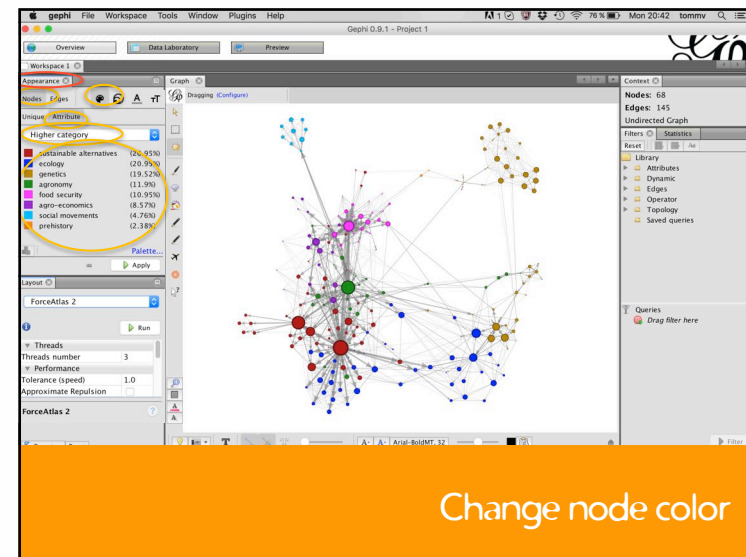 gephi File Workspace Tools Window Plugins Help
1 76 % Mon 20:42 tommv
Gephi 0.9.1 - Project 1
Overview Data Laboratory Preview
Workspace 1
Appearance
Nodes Edges
Unique Attribute
Higher category
sustainable alternatives (20.95%)
ecology (20.95%)
genetics (19.52%)
agronomy (11.9%)
food security (10.95%)
agro-economics (8.57%)
social movements (4.76%)
prehistory (2.38%)
Palette...
Apply
Layout
ForceAtlas 2
Run
Threads
Threads number 3
Performance
Tolerance (speed) 1.0
Approximate Repulsion
ForceAtlas 2
Graph
Dragging (Configure)
A- A- Arial-BoldMT, 32
Context
Nodes: 68
Edges: 145
Undirected Graph
Filters Statistics
Reset
Library
Attributes
Dynamic
Edges
Operator
Topology
Saved queries
Queries
Drag filter here
Filter
Change node color